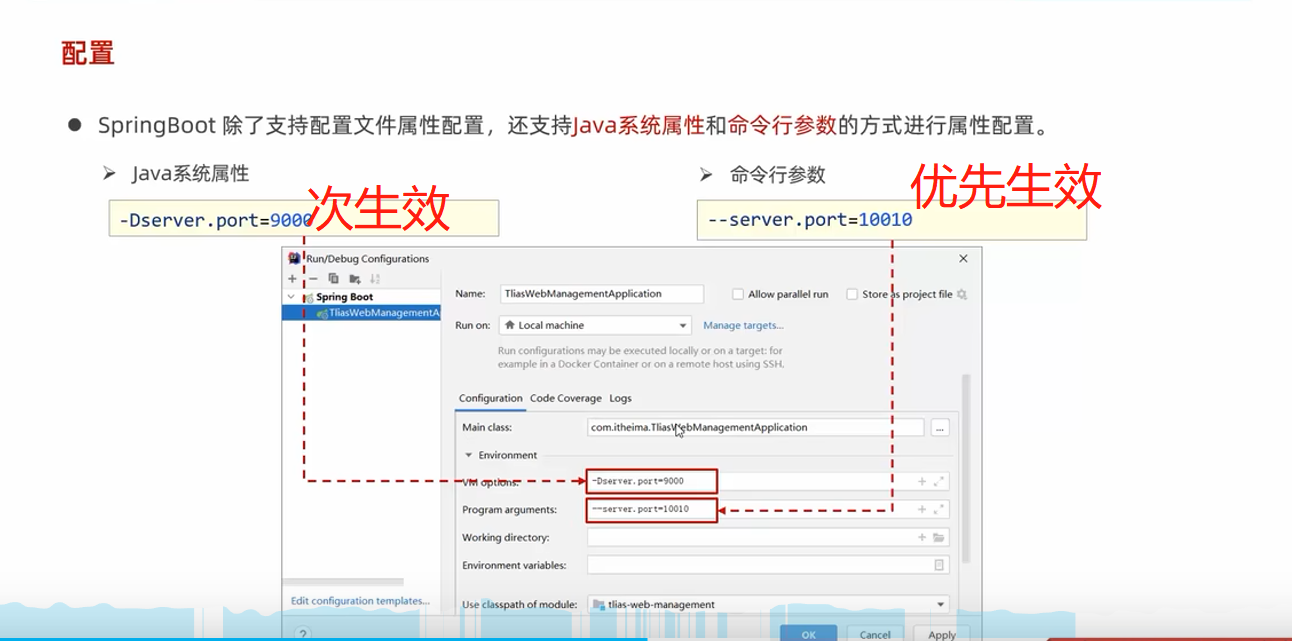 配置
● SpringBoot 除了支持配置文件属性配置，还支持Java系统属性和命令行参数的方式进行属性配置。
➢ Java系统属性
-Dserver.port=9000
次生效
➢ 命令行参数
--server.port=10010
优先生效
Run/Debug Configurations
Spring Boot
TliasWebManagementA
Name: TliasWebManagementApplication
Allow parallel run
Store as project file
Run on: Local machine
Manage targets...
Run configurations may be executed locally or on a target: for
example in a Docker Container or on a remote host using SSH.
Configuration Code Coverage Logs
Main class: com.itheima.TliasWebManagementApplication ...
Environment
VM options: -Dserver.port=9000
Program arguments: --server.port=10010
Working directory:
Environment variables:
Use classpath of module: tlias-web-management
Edit configuration templates...
? OK Cancel Apply